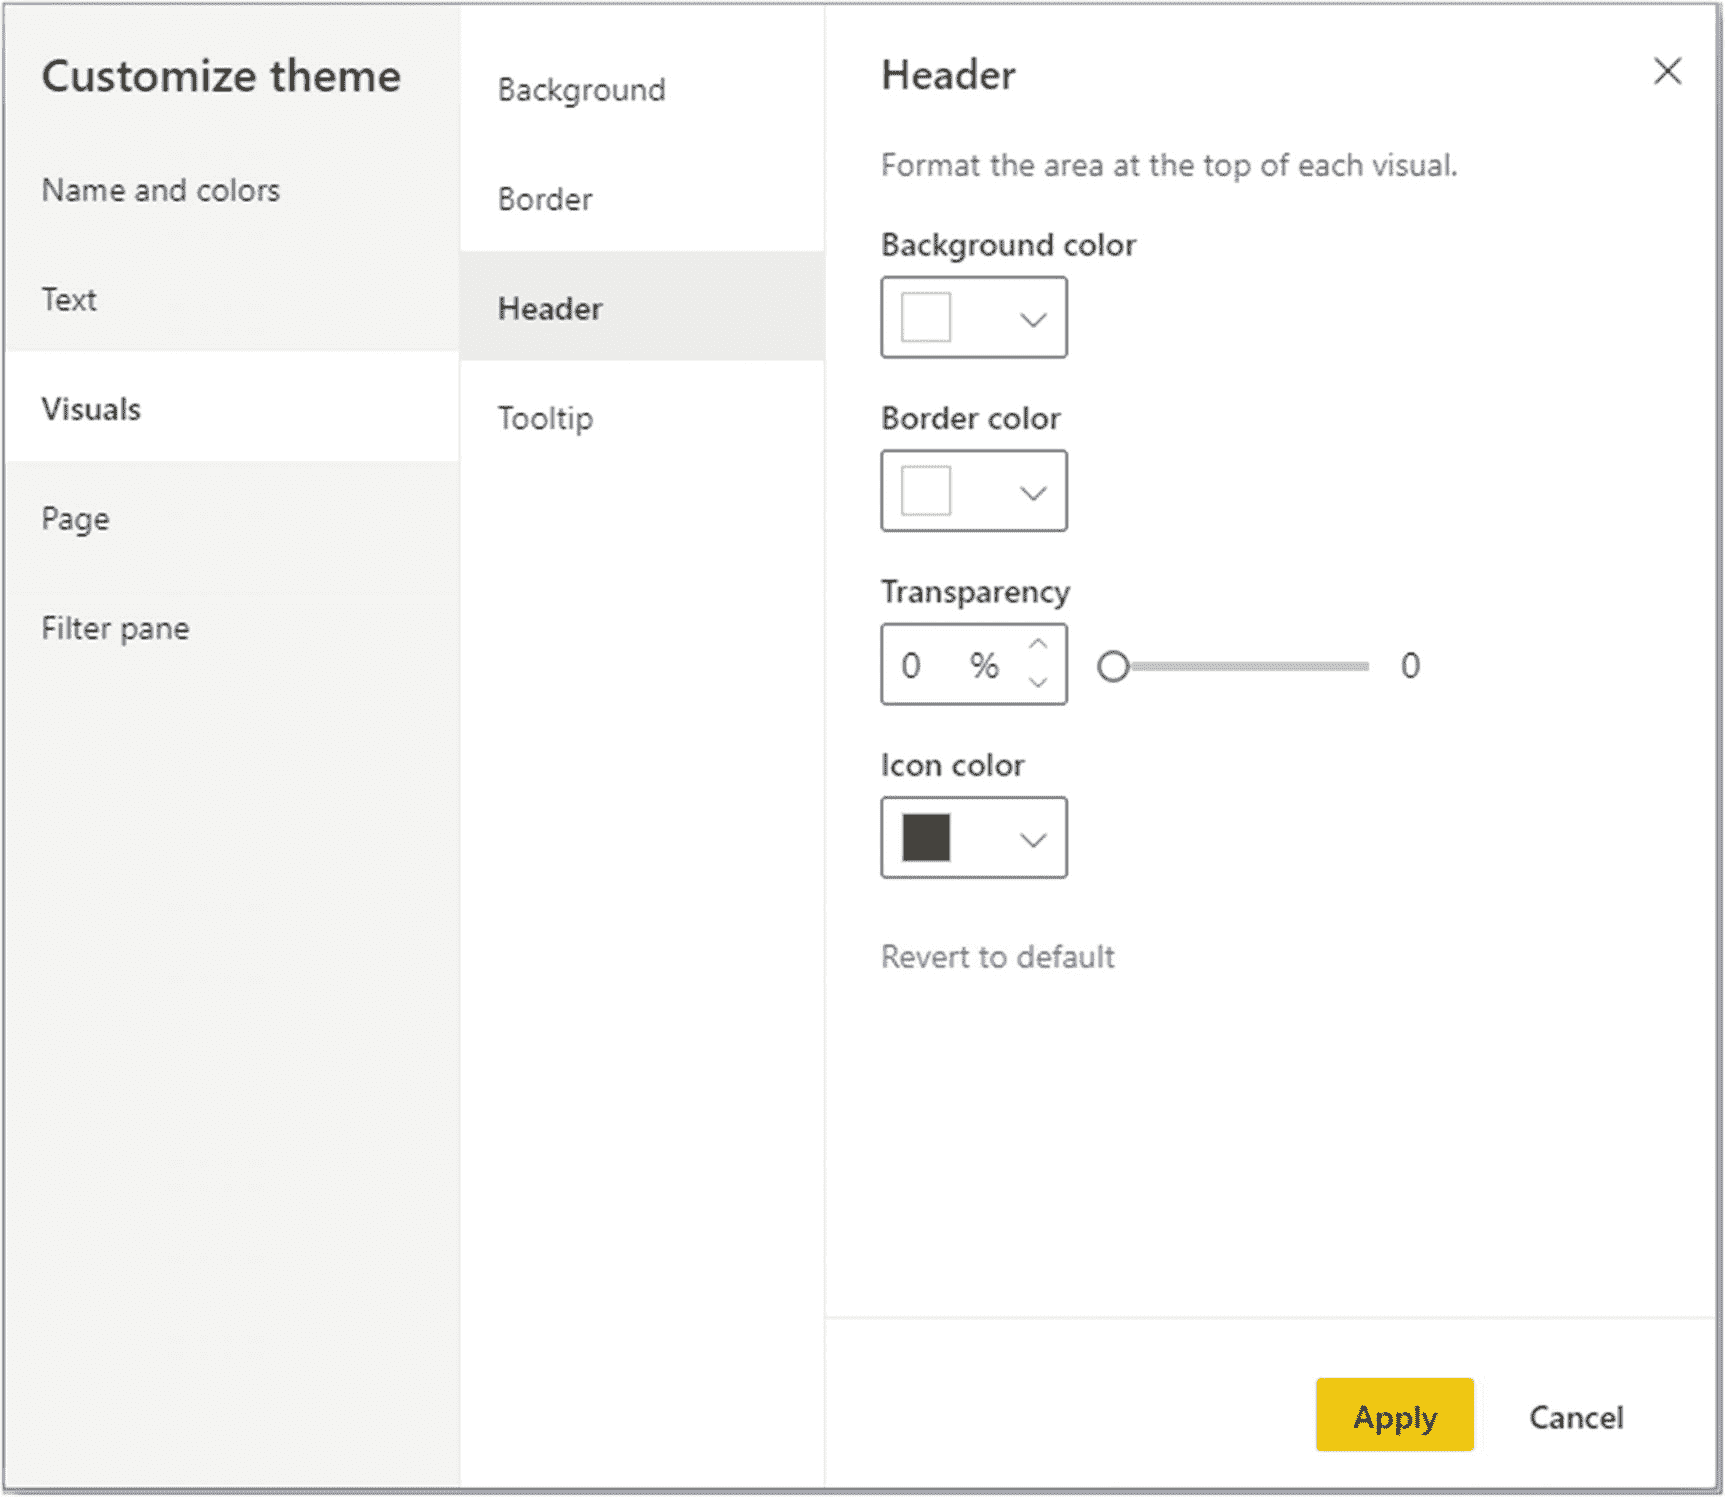 Customize theme
Name and colors
Text
Visuals
Page
Filter pane
Background
Border
Header
Tooltip
Header
Format the area at the top of each visual.
Background color
Border color
Transparency
0 % 0
Icon color
Revert to default
Apply Cancel